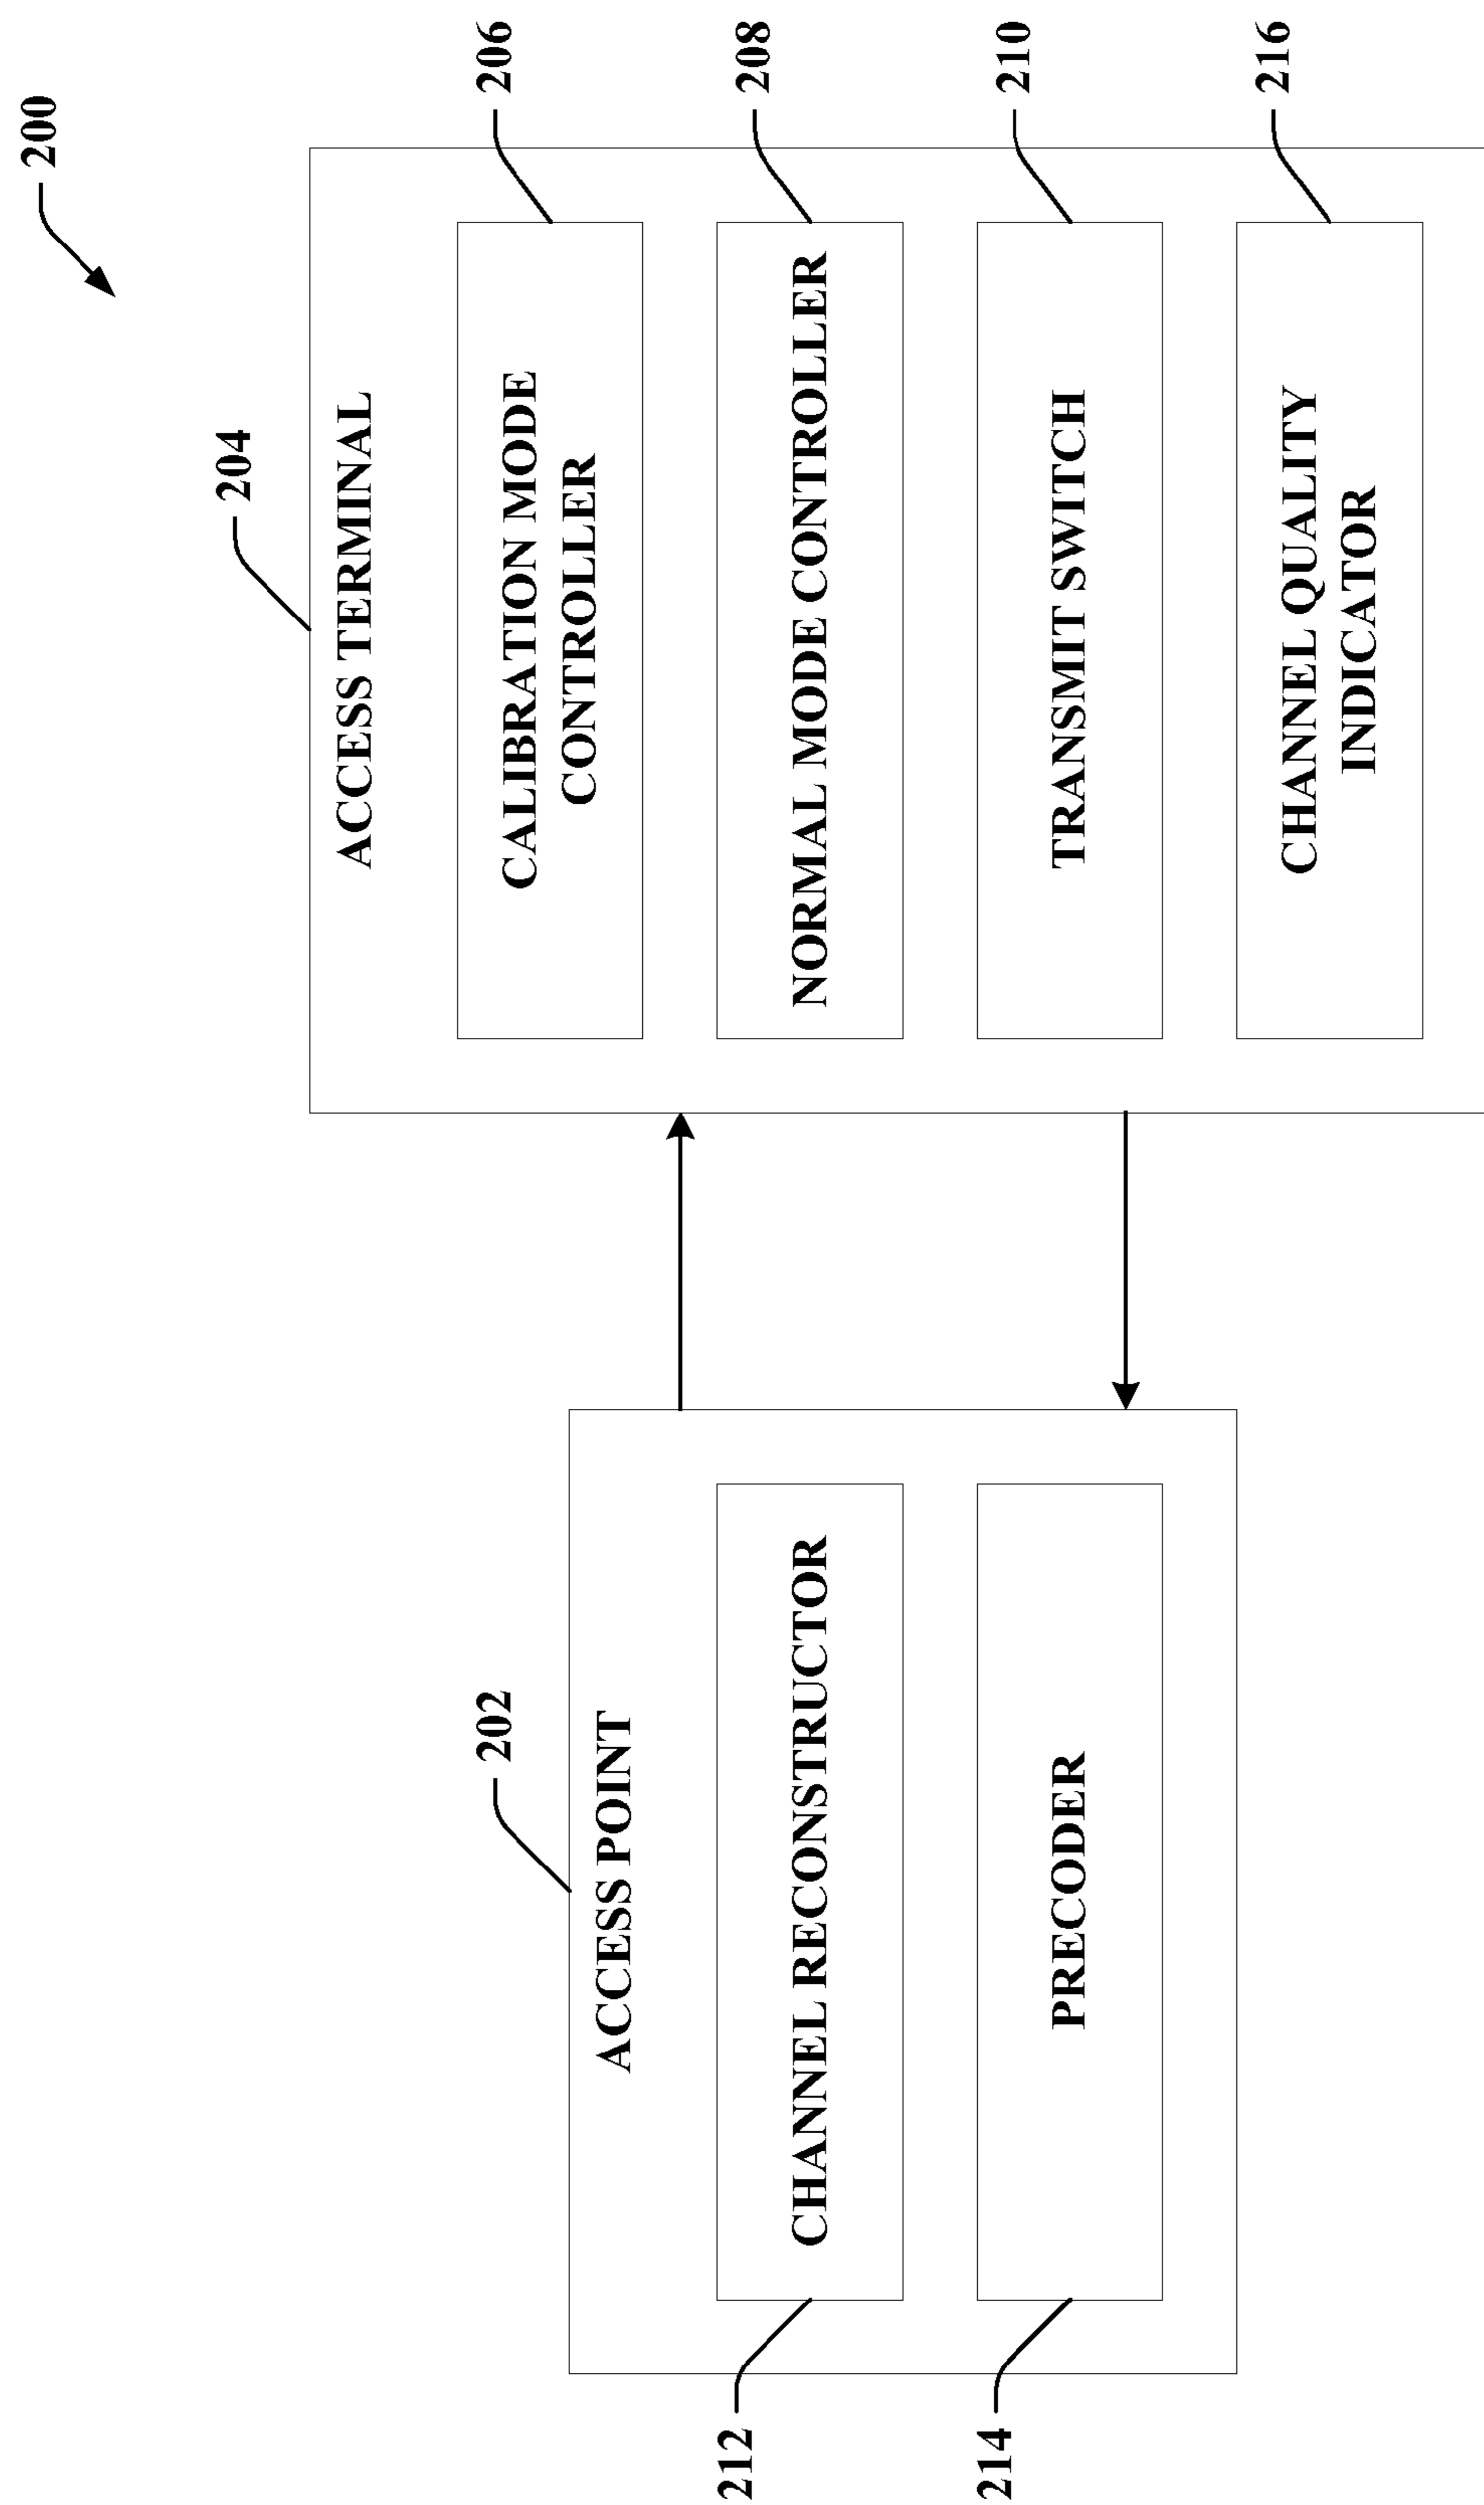 200
204
ACCESS TERMINAL
206
CALIBRATION MODE
CONTROLLER
202
ACCESS POINT
212
CHANNEL RECONSTRUCTOR
208
NORMAL MODE CONTROLLER
214
PRECODER
210
TRANSMIT SWITCH
216
CHANNEL QUALITY
INDICATOR